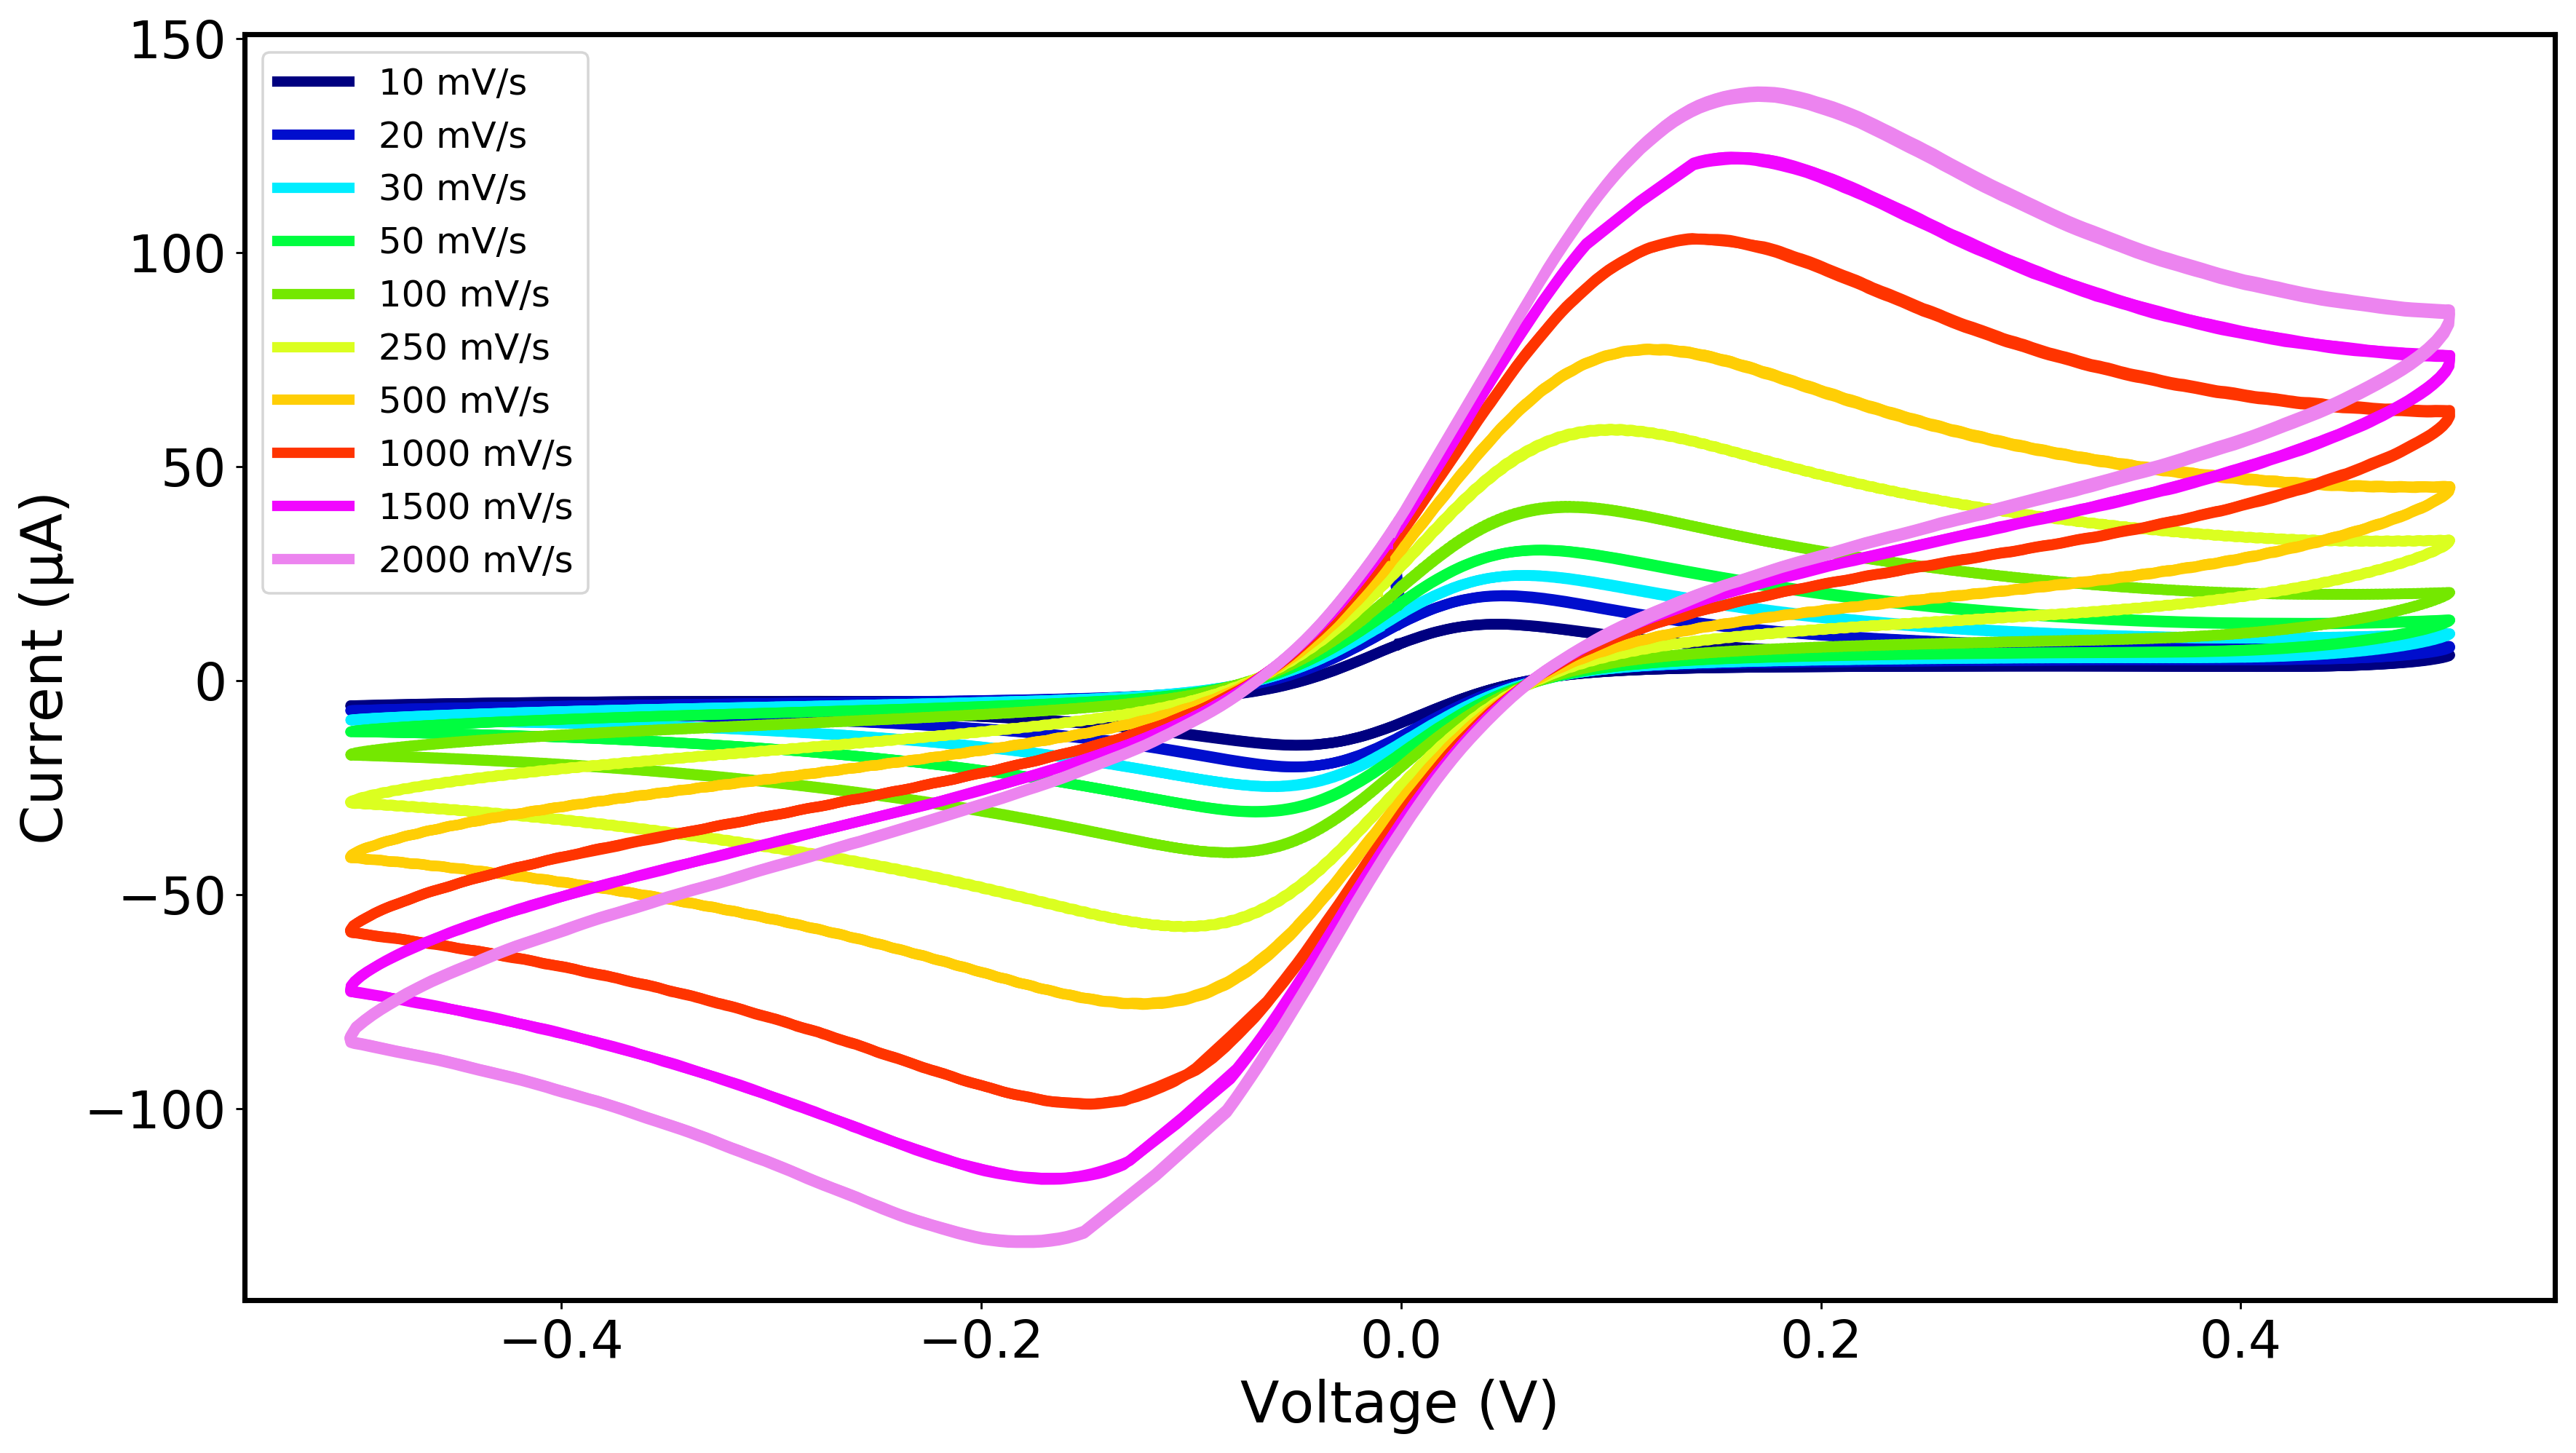 150
100
50
0
−50
−100
Current (µA)
10 mV/s
20 mV/s
30 mV/s
50 mV/s
100 mV/s
250 mV/s
500 mV/s
1000 mV/s
1500 mV/s
2000 mV/s
−0.4
−0.2
0.0
0.2
0.4
Voltage (V)